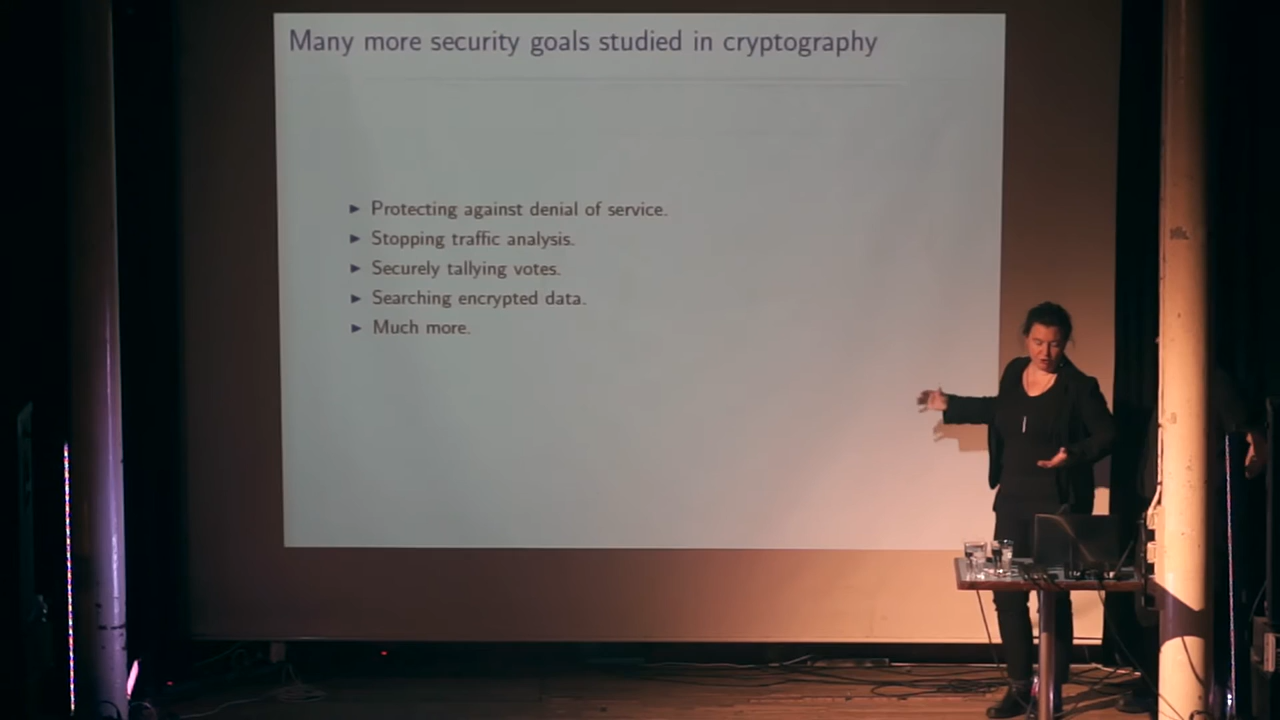 Many more security goals studied in cryptography
▶ Protecting against denial of service.
▶ Stopping traffic analysis.
▶ Securely tallying votes.
▶ Searching encrypted data.
▶ Much more.